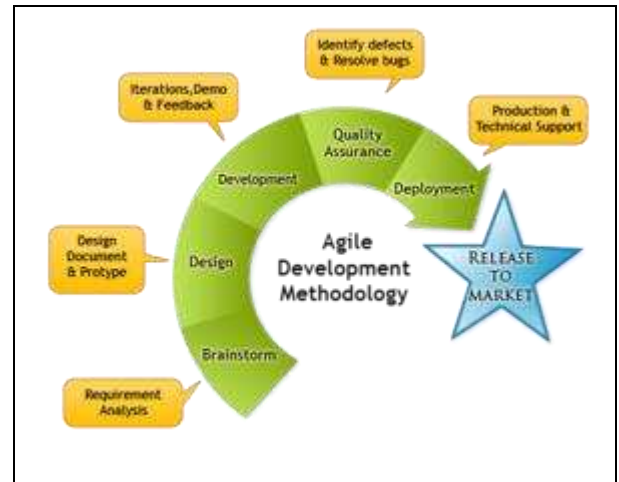 Identify defects
& Resolve bugs
Iterations,Demo
& Feedback
Production &
Technical Support
Quality
Assurance
Development
Deployment
Design
Document
& Protype
Design
Agile
Development
Methodology
RELEASE
TO
MARKET
Brainstorm
Requirement
Analysis